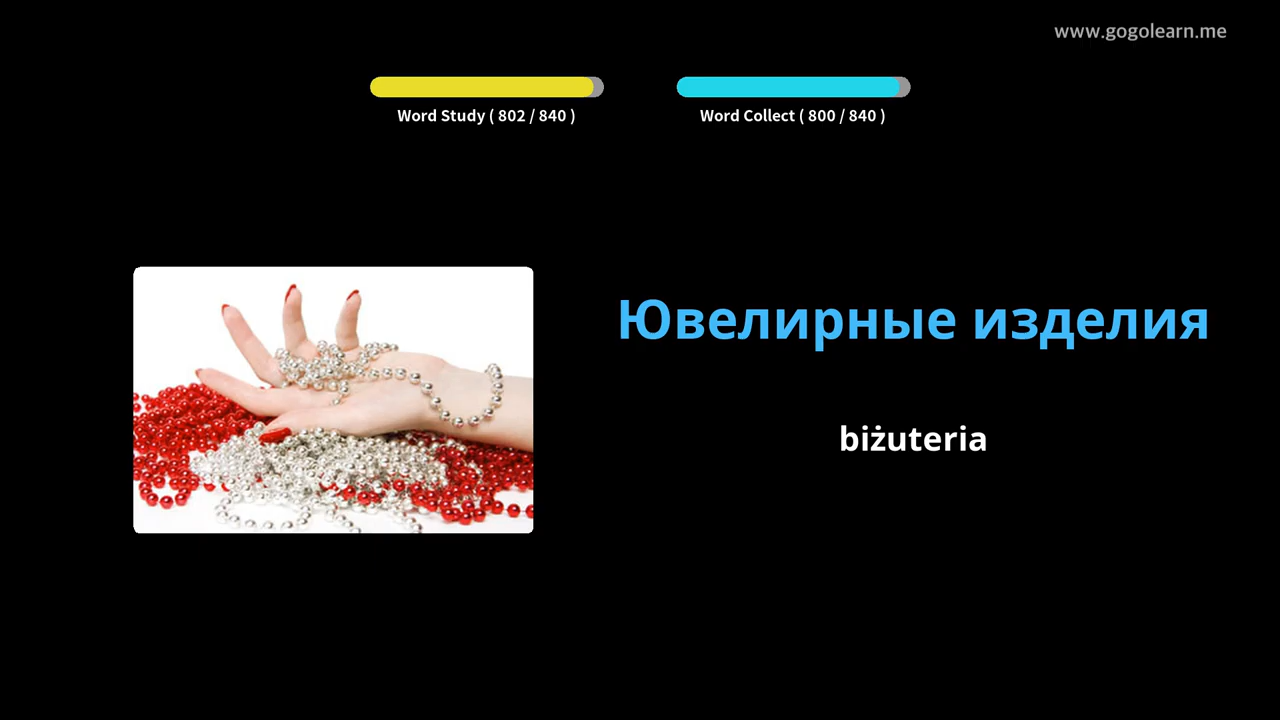 www.gogolearn.me
Word Study ( 802 / 840 )
Word Collect ( 800 / 840 )
Ювелирные изделия
biżuteria